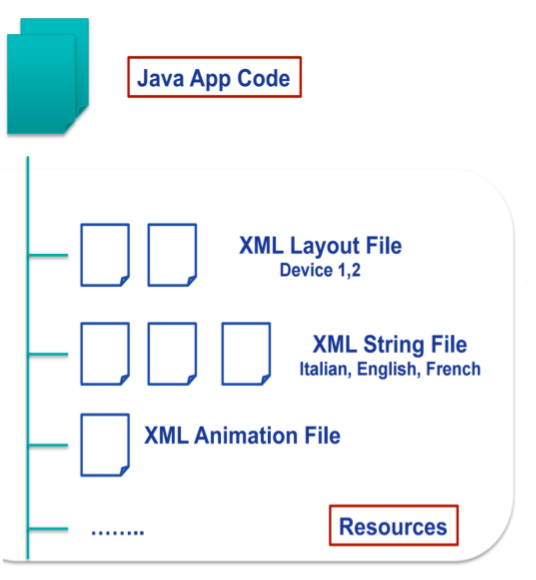 Java App Code
XML Layout File
Device 1,2
XML String File
Italian, English, French
XML Animation File
........
Resources